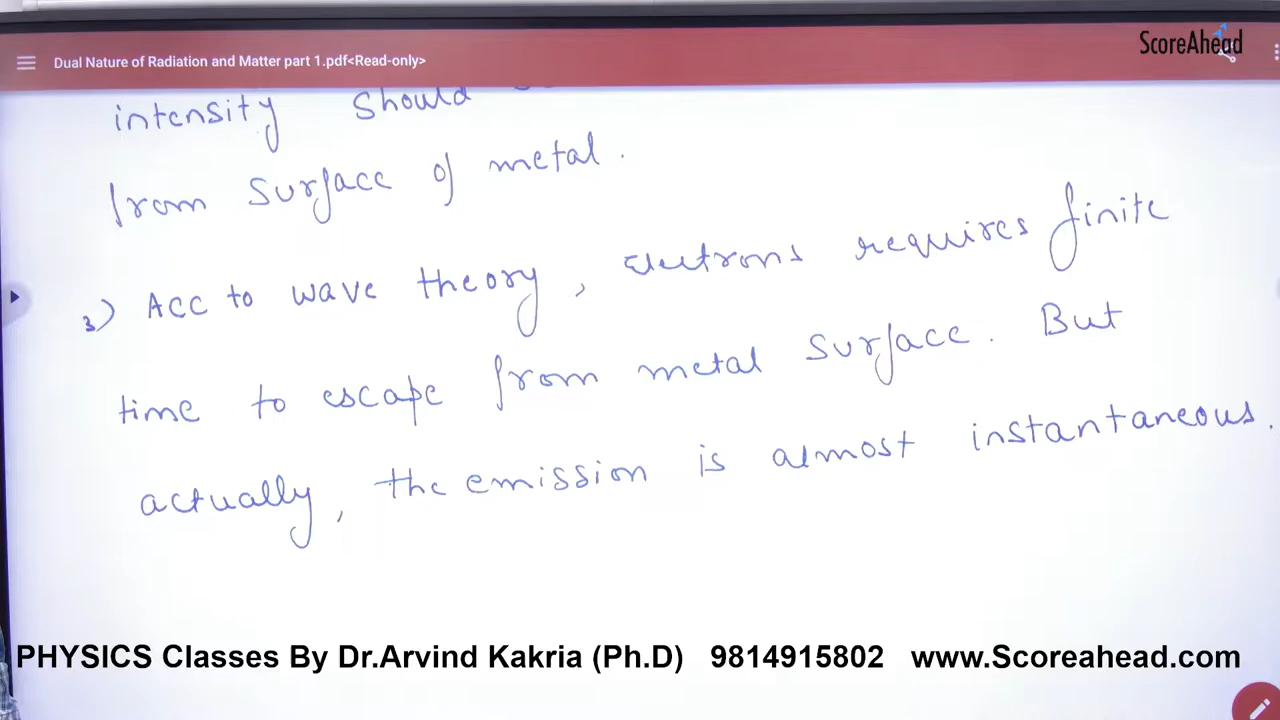 ScoreAhead
Dual Nature of Radiation and Matter part 1.pdf<Read-only>
intensity should
from surface of metal.
3) Acc to wave theory, electrons requires finite
time to escape from metal surface. But
actually, the emission is almost instantaneous.
PHYSICS Classes By Dr.Arvind Kakria (Ph.D) 9814915802 www.Scoreahead.com